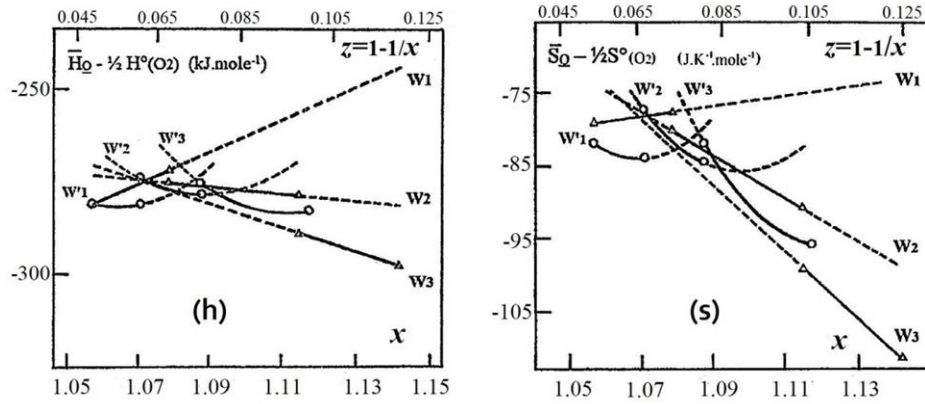 0.045 0.065 0.085 0.105 0.125
H̅O̲ - ½ H°(O2) (kJ.mole⁻¹)
z=1-1/x
W1
-250
W'3
W'2
W'1
W2
-300
W3
(h)
x
1.05 1.07 1.09 1.11 1.13 1.15
0.045 0.065 0.085 0.105 0.125
S̅O̲ - ½S°(O2) (J.K⁻¹.mole⁻¹)
z=1-1/x
W'2 W'3
W1
-75
W'1
-85
W2
-95
-105
W3
(s)
x
1.05 1.07 1.09 1.11 1.13